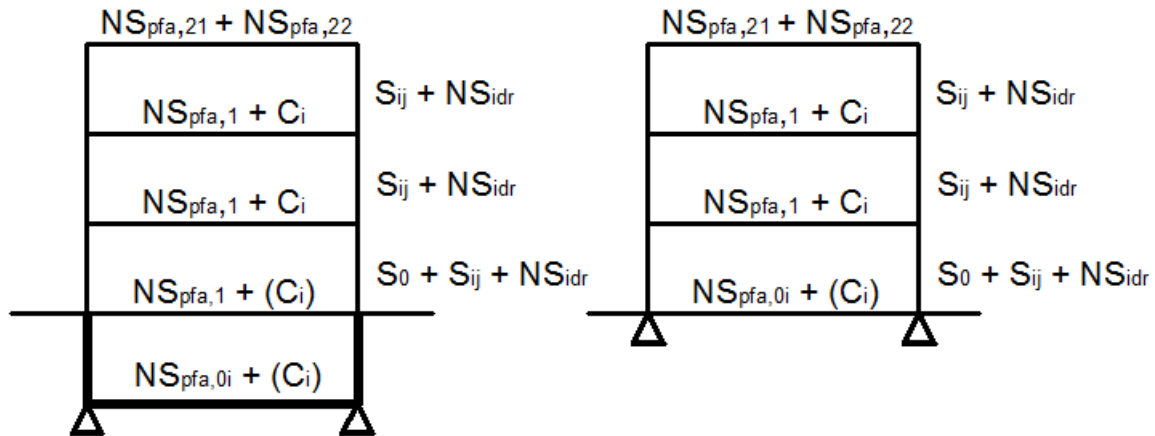 NSpfa,21 + NSpfa,22
Sij + NSidr
NSpfa,1 + Ci
Sij + NSidr
NSpfa,1 + Ci
S0 + Sij + NSidr
NSpfa,1 + (Ci)
NSpfa,0i + (Ci)
NSpfa,21 + NSpfa,22
Sij + NSidr
NSpfa,1 + Ci
Sij + NSidr
NSpfa,1 + Ci
S0 + Sij + NSidr
NSpfa,0i + (Ci)